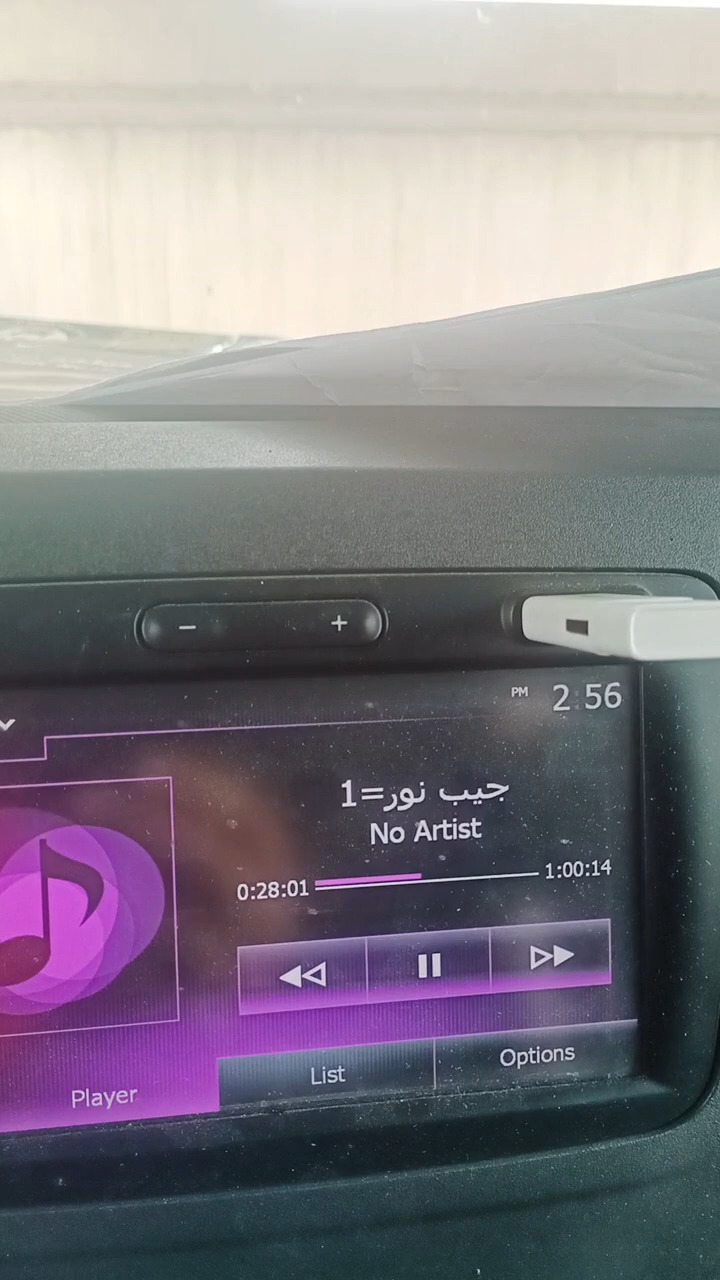 - +
PM 2:56
جيب نور=1
No Artist
0:28:01 1:00:14
Player List Options